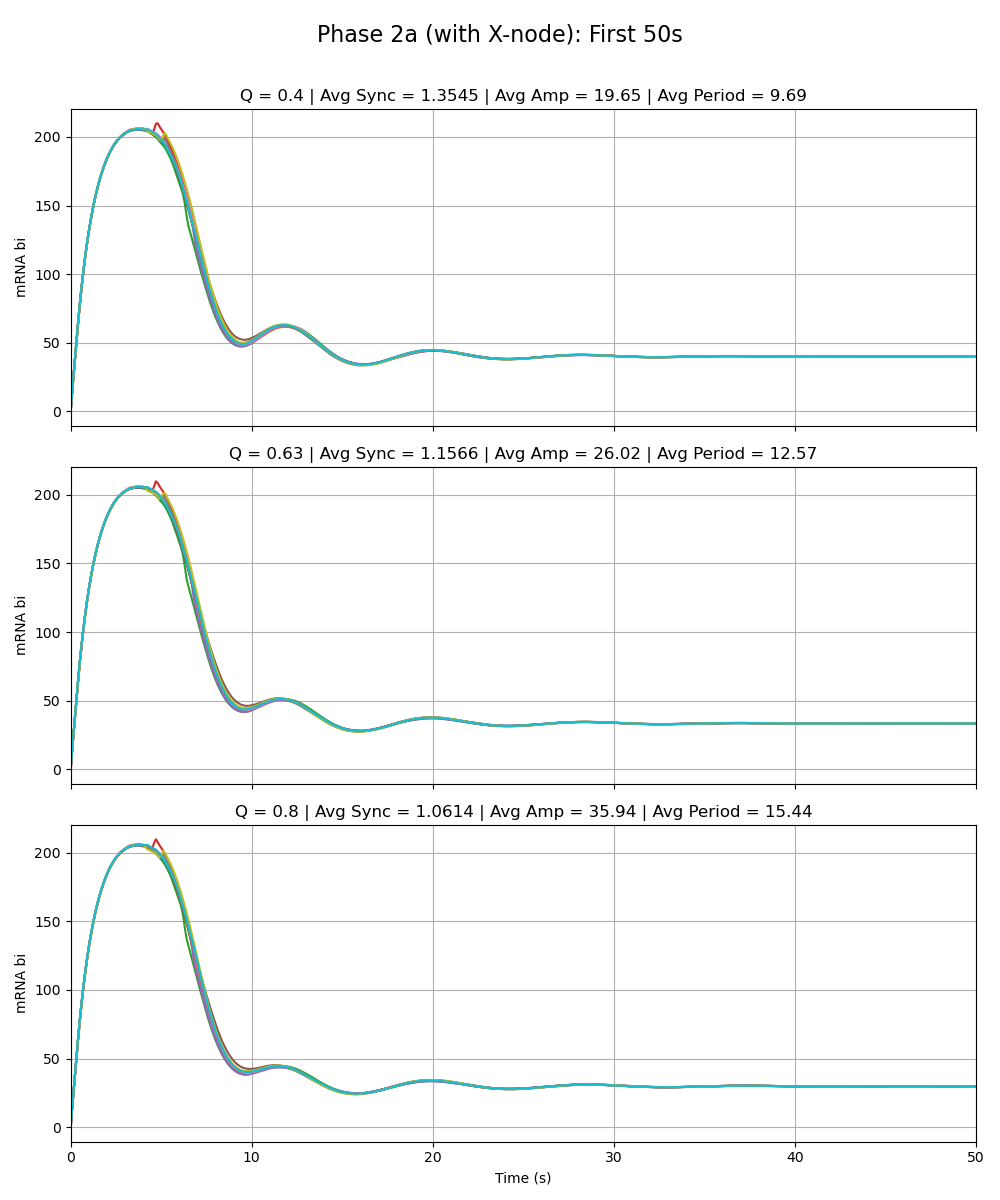 Phase 2a (with X-node): First 50s
Q = 0.4 | Avg Sync = 1.3545 | Avg Amp = 19.65 | Avg Period = 9.69
200
150
100
50
0
mRNA bi
Q = 0.63 | Avg Sync = 1.1566 | Avg Amp = 26.02 | Avg Period = 12.57
200
150
100
50
0
mRNA bi
Q = 0.8 | Avg Sync = 1.0614 | Avg Amp = 35.94 | Avg Period = 15.44
200
150
100
50
0
mRNA bi
0 10 20 30 40 50
Time (s)